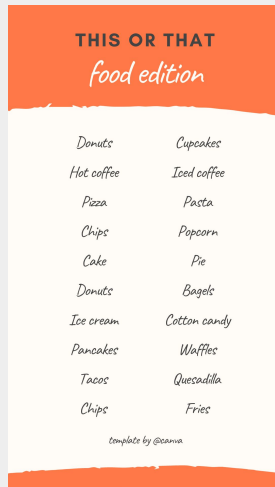 THIS OR THAT
food edition
Donuts Cupcakes
Hot coffee Iced coffee
Pizza Pasta
Chips Popcorn
Cake Pie
Donuts Bagels
Ice cream Cotton candy
Pancakes Waffles
Tacos Quesadilla
Chips Fries
template by @canva